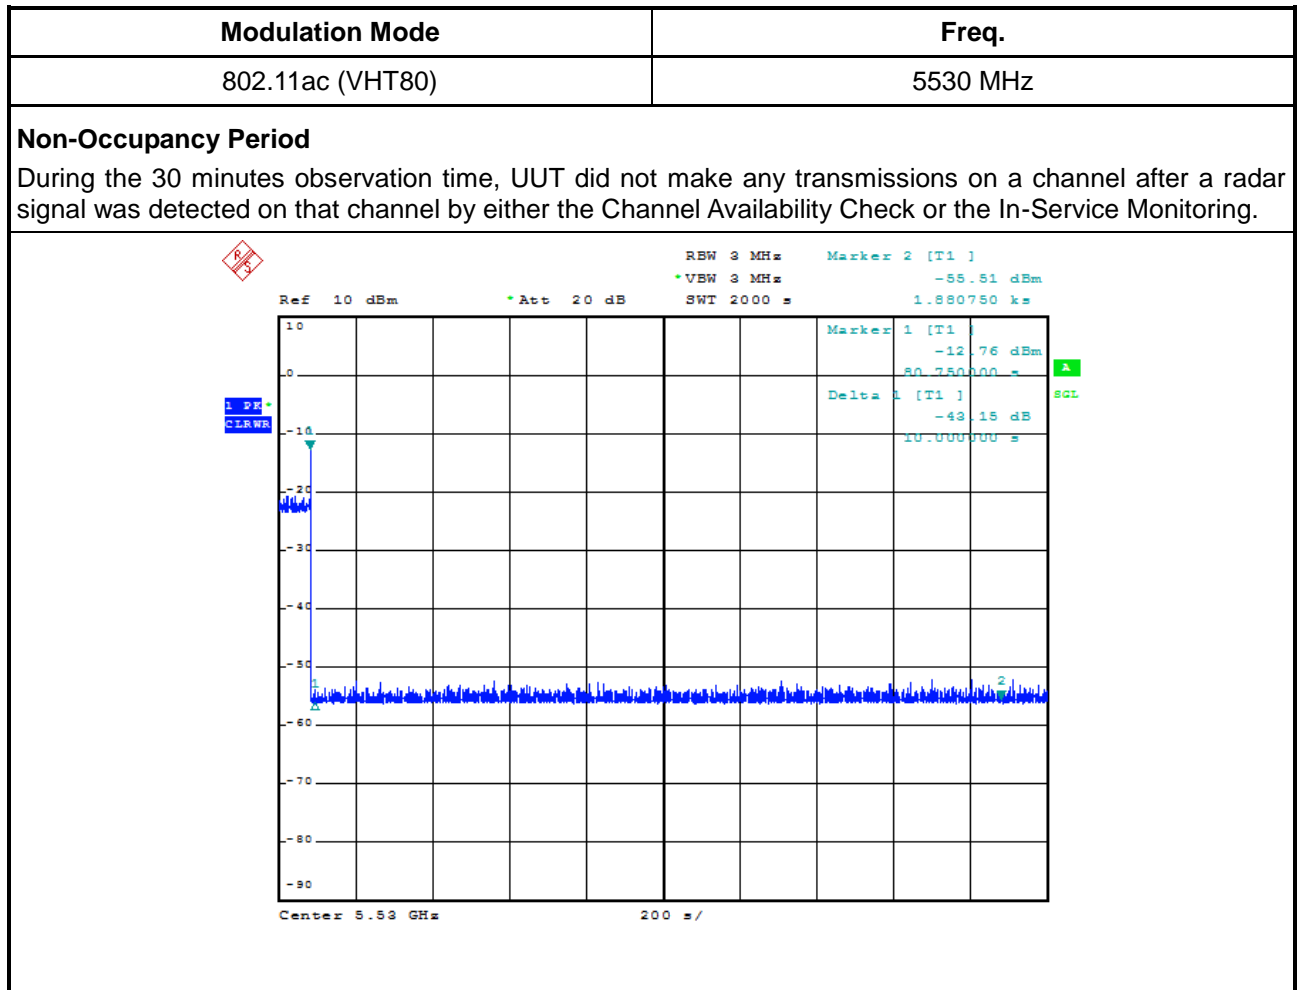 Modulation Mode Freq.
802.11ac (VHT80) 5530 MHz
Non-Occupancy Period
During the 30 minutes observation time, UUT did not make any transmissions on a channel after a radar
signal was detected on that channel by either the Channel Availability Check or the In-Service Monitoring.
R S
RBW 3 MHz Marker 2 [T1 ]
*VBW 3 MHz -55.51 dBm
Ref 10 dBm *Att 20 dB SWT 2000 s 1.880750 ks
10 Marker 1 [T1 ]
-12.76 dBm
0 80.750000 s A
Delta 1 [T1 ] SGL
1 PK* -43.15 dB
CLRWR
-10 10.000000 s
-20
-30
-40
-50
1 2
-60
-70
-80
-90
Center 5.53 GHz 200 s/